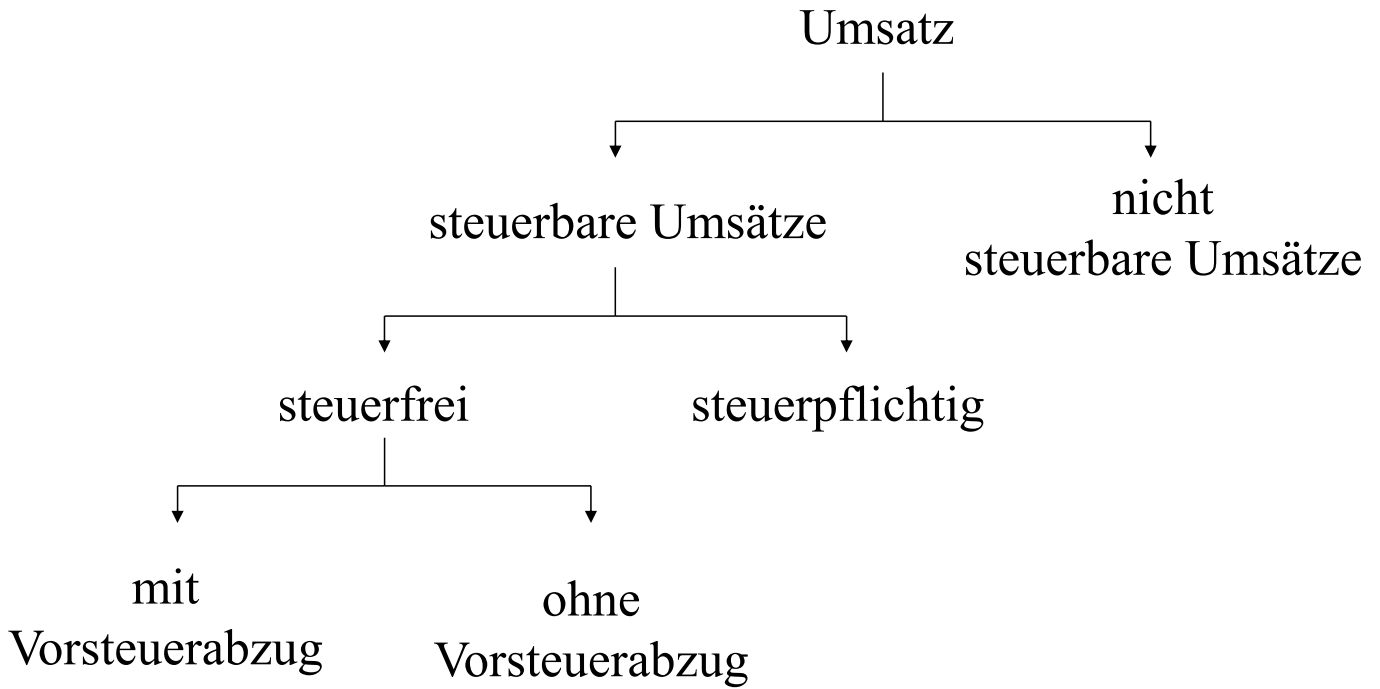 Umsatz
steuerbare Umsätze
nicht
steuerbare Umsätze
steuerfrei
steuerpflichtig
mit
Vorsteuerabzug
ohne
Vorsteuerabzug